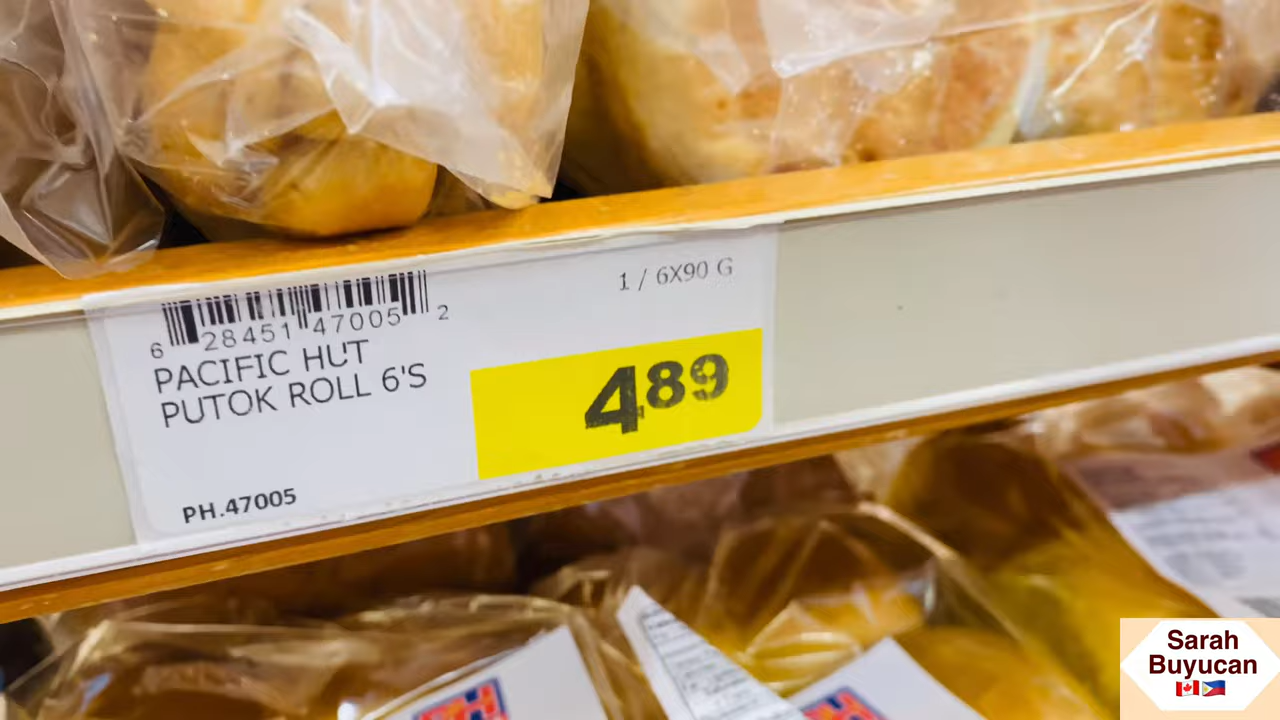 1 / 6X90 G
6 28451 47005 2
PACIFIC HUT
PUTOK ROLL 6'S
4.89
PH.47005
Sarah
Buyucan